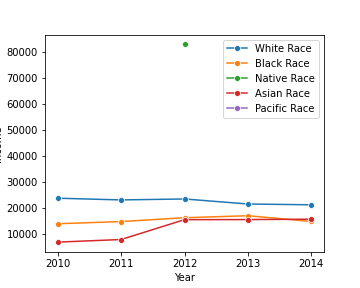 80000
70000
60000
50000
40000
30000
20000
10000
2010 2011 2012 2013 2014
Year
White Race
Black Race
Native Race
Asian Race
Pacific Race